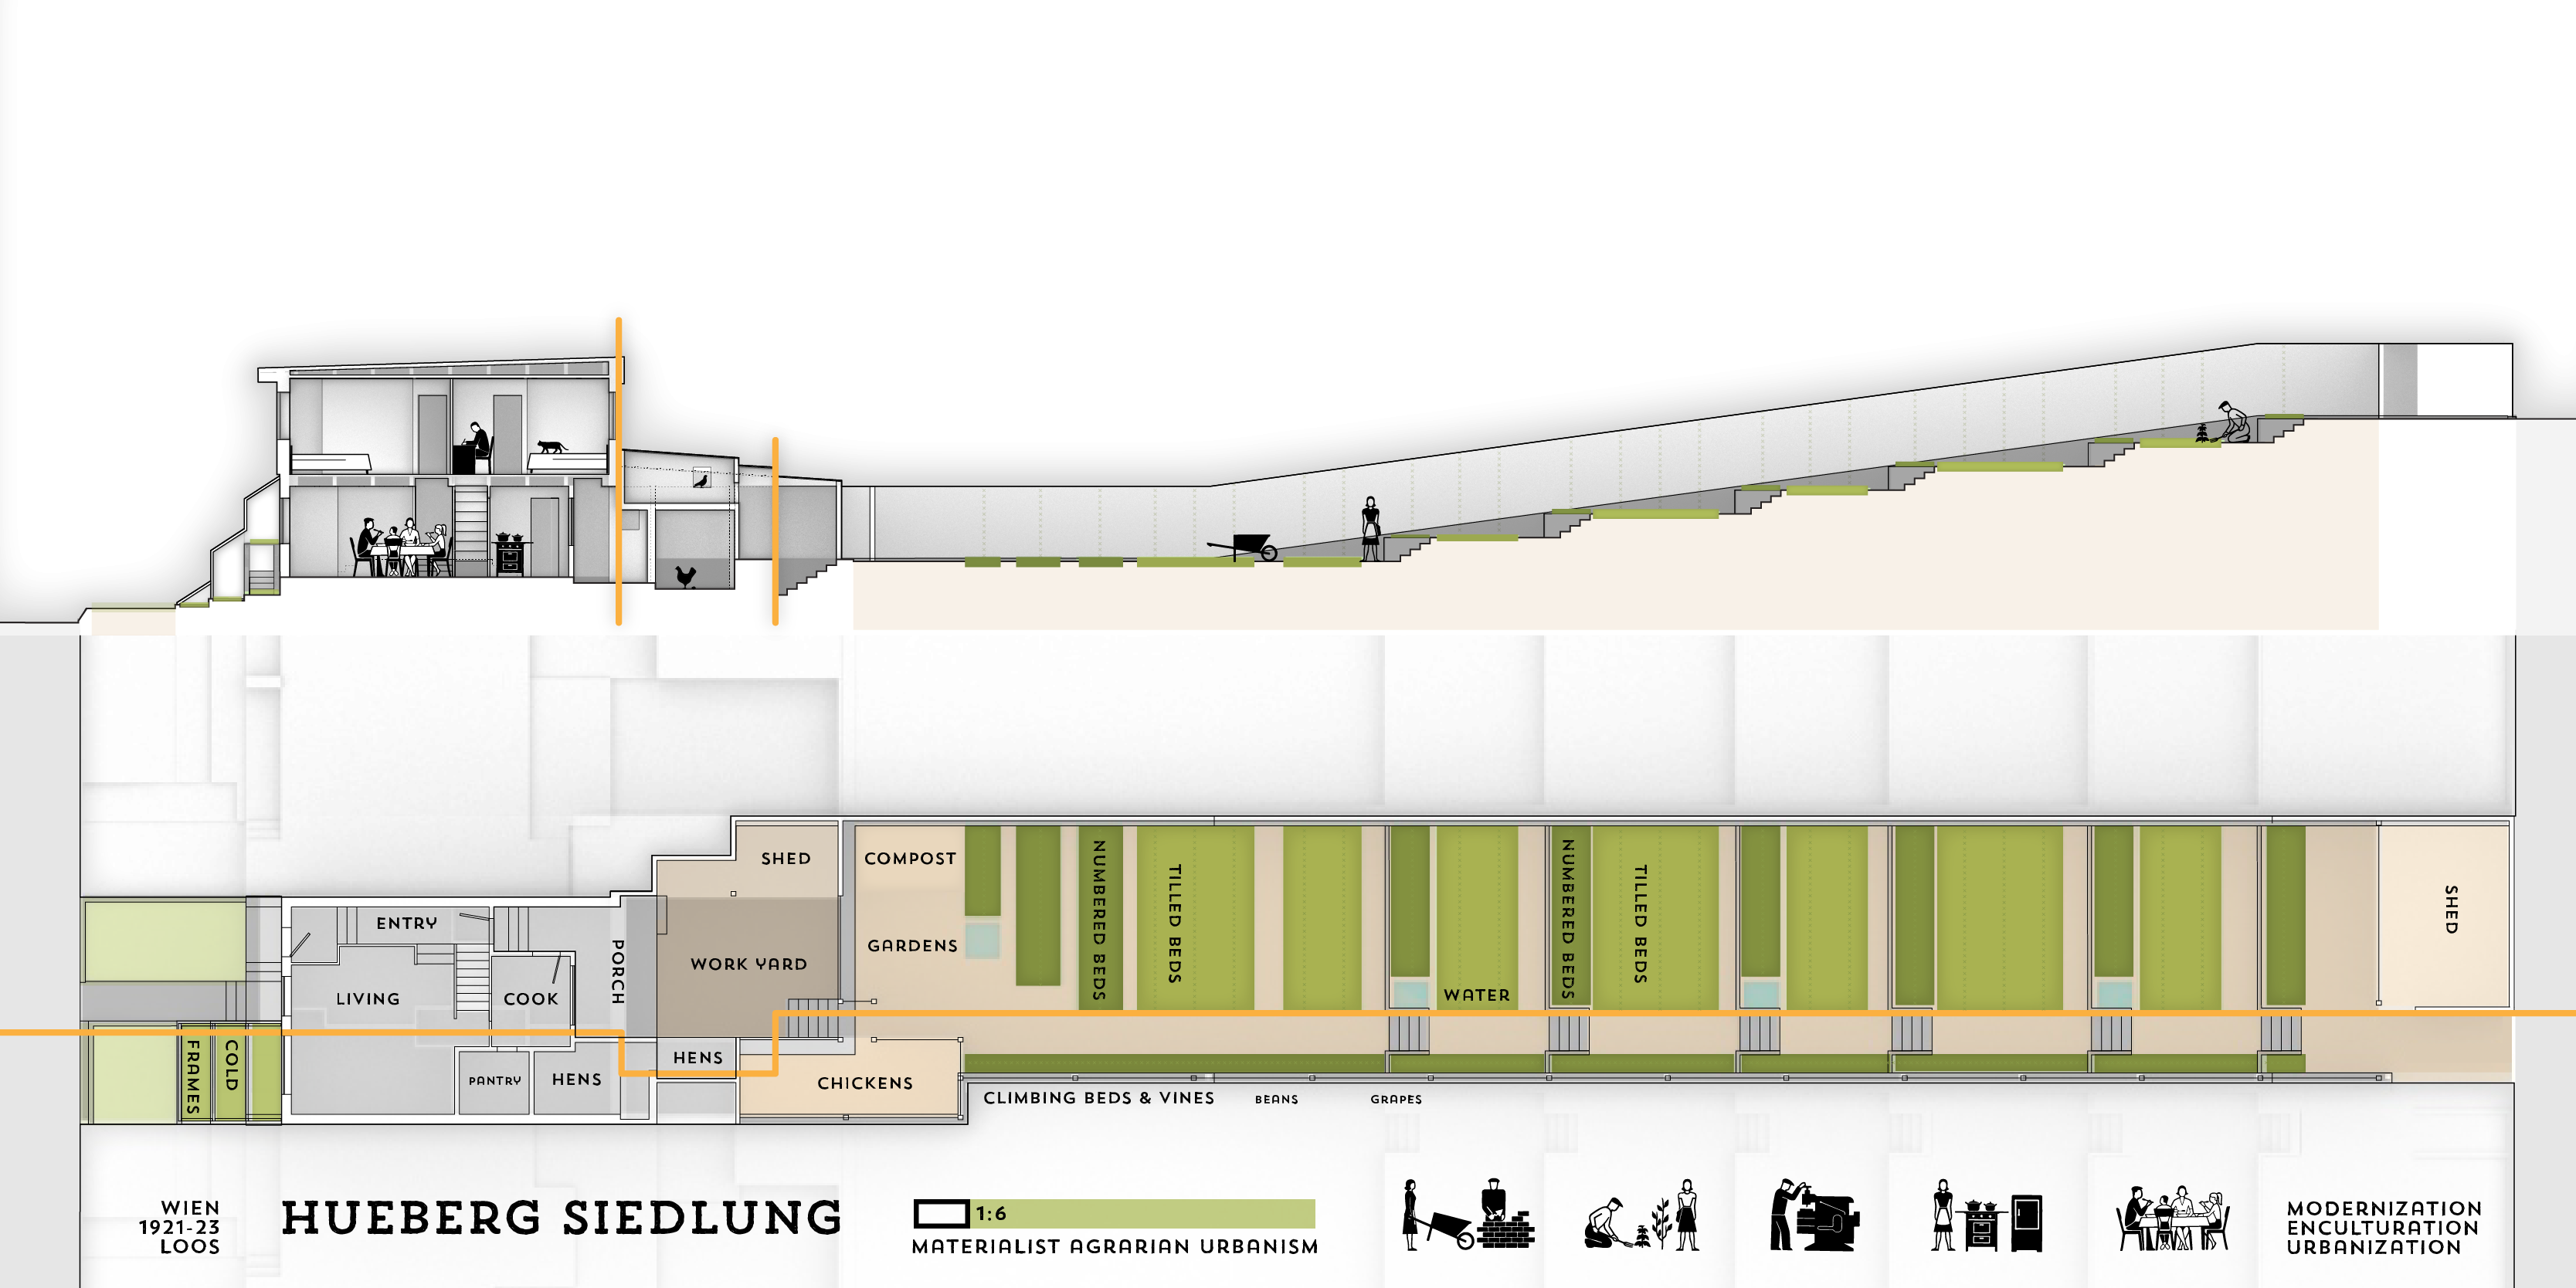 SHED
COMPOST
NUMBERED BEDS
TILLED BEDS
NUMBERED BEDS
TILLED BEDS
SHED
ENTRY
GARDENS
PORCH
WORK YARD
LIVING
COOK
WATER
FRAMES
COLD
HENS
PANTRY
HENS
CHICKENS
CLIMBING BEDS & VINES
BEANS
GRAPES
WIEN
1921-23
LOOS
HUEBERG SIEDLUNG
1:6
MATERIALIST AGRARIAN URBANISM
MODERNIZATION
ENCULTURATION
URBANIZATION